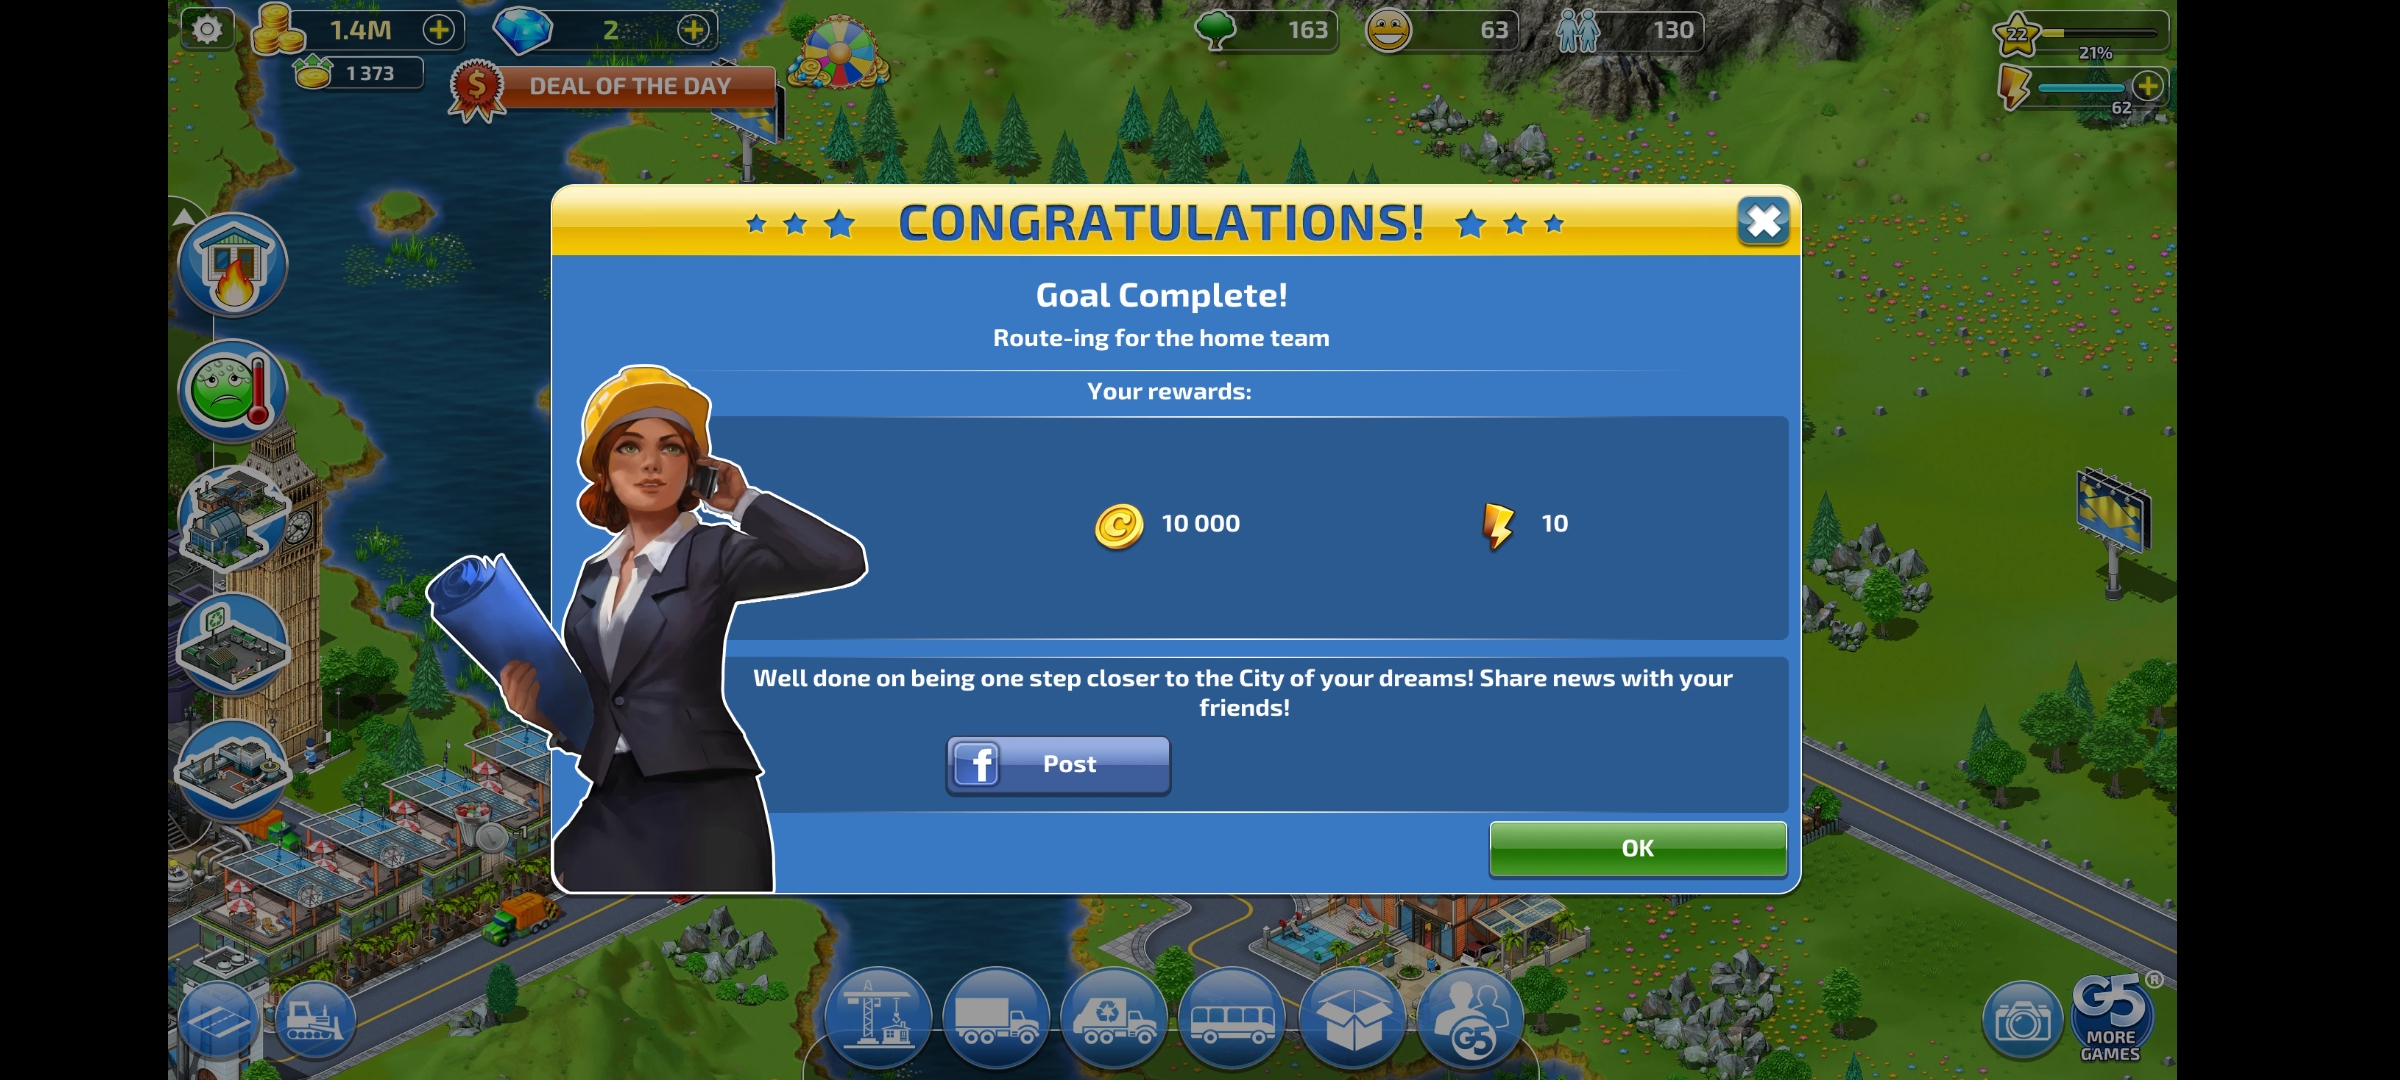 1.4M
2
163
63
130
22
21%
1 373
DEAL OF THE DAY
62
CONGRATULATIONS!
Goal Complete!
Route-ing for the home team
Your rewards:
10 000
10
Well done on being one step closer to the City of your dreams! Share news with your
friends!
f Post
OK
G5
G5 ®
MORE
GAMES